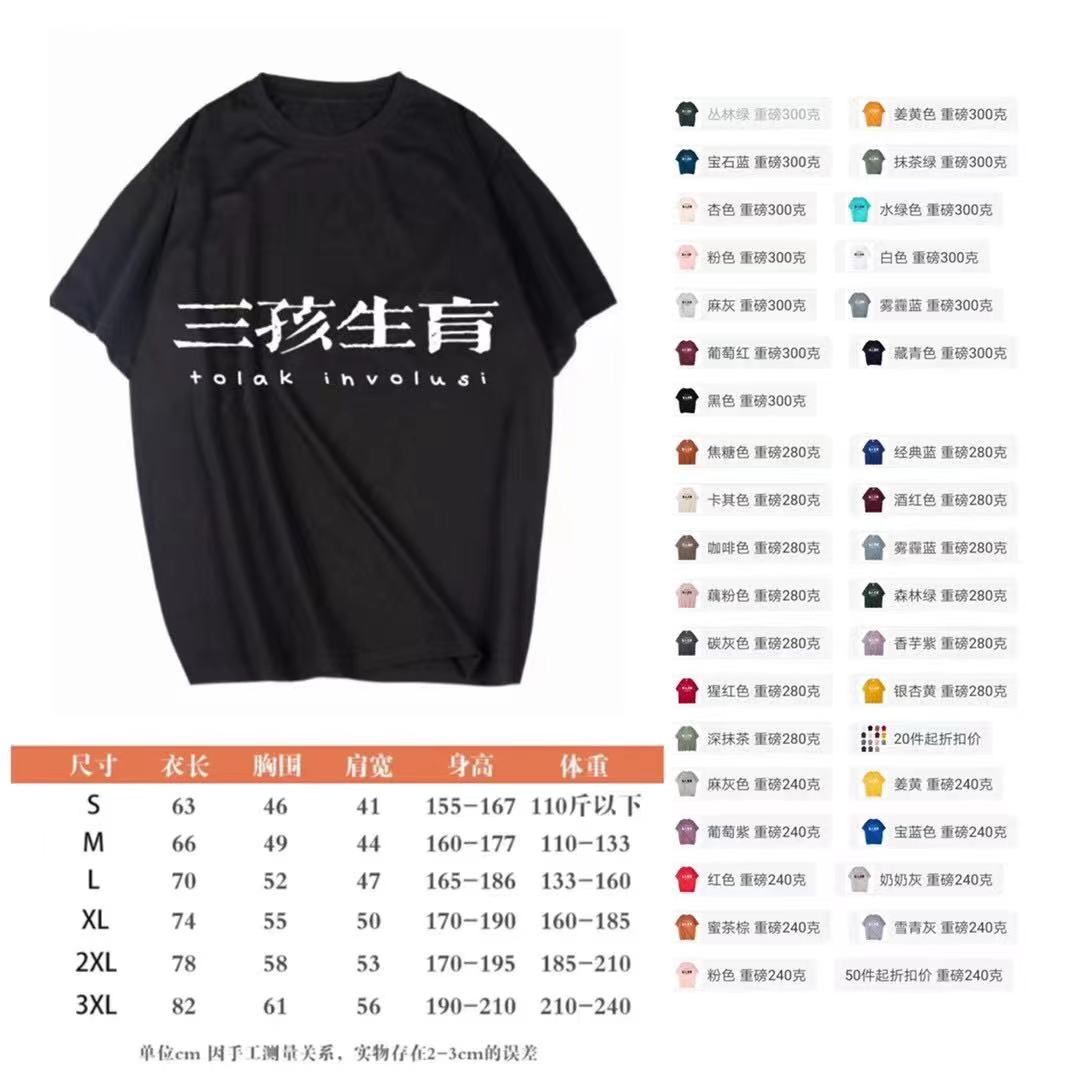 三孩生肓
tolak involusi
丛林绿 重磅300克
姜黄色 重磅300克
宝石蓝 重磅300克
抹茶绿 重磅300克
杏色 重磅300克
水绿色 重磅300克
粉色 重磅300克
白色 重磅300克
麻灰 重磅300克
雾霾蓝 重磅300克
葡萄红 重磅300克
藏青色 重磅300克
黑色 重磅300克
焦糖色 重磅280克
经典蓝 重磅280克
卡其色 重磅280克
酒红色 重磅280克
咖啡色 重磅280克
雾霾蓝 重磅280克
藕粉色 重磅280克
森林绿 重磅280克
碳灰色 重磅280克
香芋紫 重磅280克
猩红色 重磅280克
银杏黄 重磅280克
深抹茶 重磅280克
20件起折扣价
麻灰色 重磅240克
姜黄 重磅240克
葡萄紫 重磅240克
宝蓝色 重磅240克
红色 重磅240克
奶奶灰 重磅240克
蜜茶棕 重磅240克
雪青灰 重磅240克
粉色 重磅240克
50件起折扣价 重磅240克
尺寸 衣长 胸围 肩宽 身高 体重
S 63 46 41 155-167 110斤以下
M 66 49 44 160-177 110-133
L 70 52 47 165-186 133-160
XL 74 55 50 170-190 160-185
2XL 78 58 53 170-195 185-210
3XL 82 61 56 190-210 210-240
单位cm 因手工测量关系，实物存在2-3cm的误差